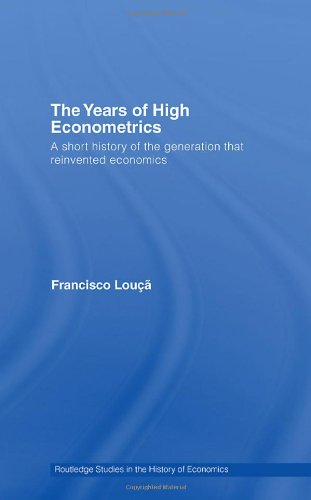 The Years of High
Econometrics
A short history of the generation that
reinvented economics
Francisco Louçã
Routledge Studies in the History of Economics